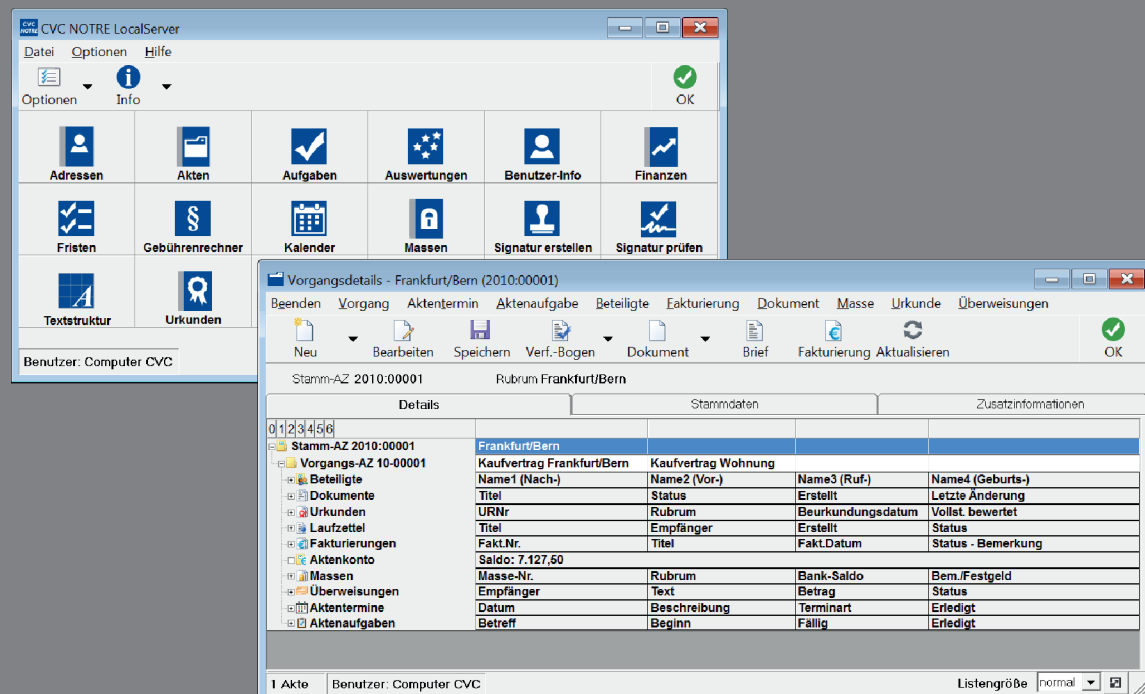 CVC NOTRE CVC NOTRE LocalServer
Datei Optionen Hilfe
Optionen Info OK
Adressen Akten Aufgaben Auswertungen Benutzer-Info Finanzen
Fristen Gebührenrechner Kalender Massen Signatur erstellen Signatur prüfen
Textstruktur Urkunden
Benutzer: Computer CVC
Vorgangsdetails - Frankfurt/Bern (2010:00001)
Beenden Vorgang Aktentermin Aktenaufgabe Beteiligte Fakturierung Dokument Masse Urkunde Überweisungen
Neu Bearbeiten Speichern Verf.-Bogen Dokument Brief Fakturierung Aktualisieren OK
Stamm-AZ 2010:00001 Rubrum Frankfurt/Bern
Details Stammdaten Zusatzinformationen
0 1 2 3 4 5 6
Stamm-AZ 2010:00001 Frankfurt/Bern
Vorgangs-AZ 10-00001 Kaufvertrag Frankfurt/Bern Kaufvertrag Wohnung
Beteiligte Name1 (Nach-) Name2 (Vor-) Name3 (Ruf-) Name4 (Geburts-)
Dokumente Titel Status Erstellt Letzte Änderung
Urkunden URNr Rubrum Beurkundungsdatum Vollst. bewertet
Laufzettel Titel Empfänger Erstellt Status
Fakturierungen Fakt.Nr. Titel Fakt.Datum Status - Bemerkung
Aktenkonto Saldo: 7.127,50
Massen Masse-Nr. Rubrum Bank-Saldo Bem./Festgeld
Überweisungen Empfänger Text Betrag Status
Aktentermine Datum Beschreibung Terminart Erledigt
Aktenaufgaben Betreff Beginn Fällig Erledigt
1 Akte Benutzer: Computer CVC Listengröße normal